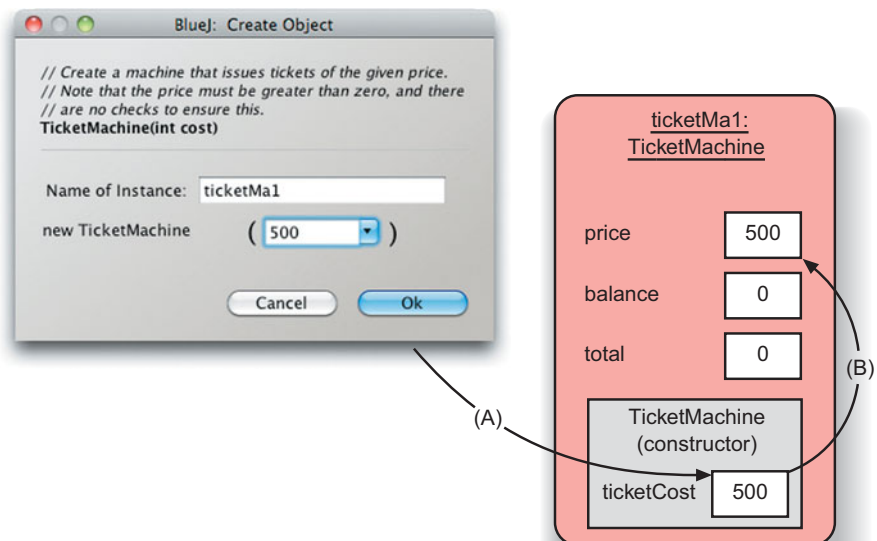 BlueJ: Create Object
// Create a machine that issues tickets of the given price.
// Note that the price must be greater than zero, and there
// are no checks to ensure this.
TicketMachine(int cost)
Name of Instance: ticketMa1
new TicketMachine ( 500 )
Cancel Ok
(A)
ticketMa1:
TicketMachine
price 500
balance 0
total 0
(B)
TicketMachine
(constructor)
ticketCost 500